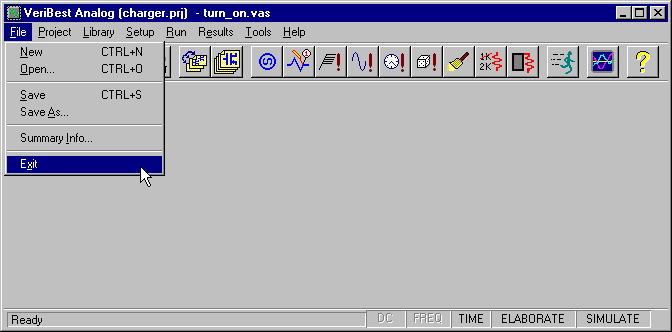 VeriBest Analog (charger.prj) - turn_on.vas
File Project Library Setup Run Results Tools Help
New CTRL+N
Open... CTRL+O
Save CTRL+S
Save As...
Summary Info...
Exit
1K
2K
?
Ready DC FREQ TIME ELABORATE SIMULATE